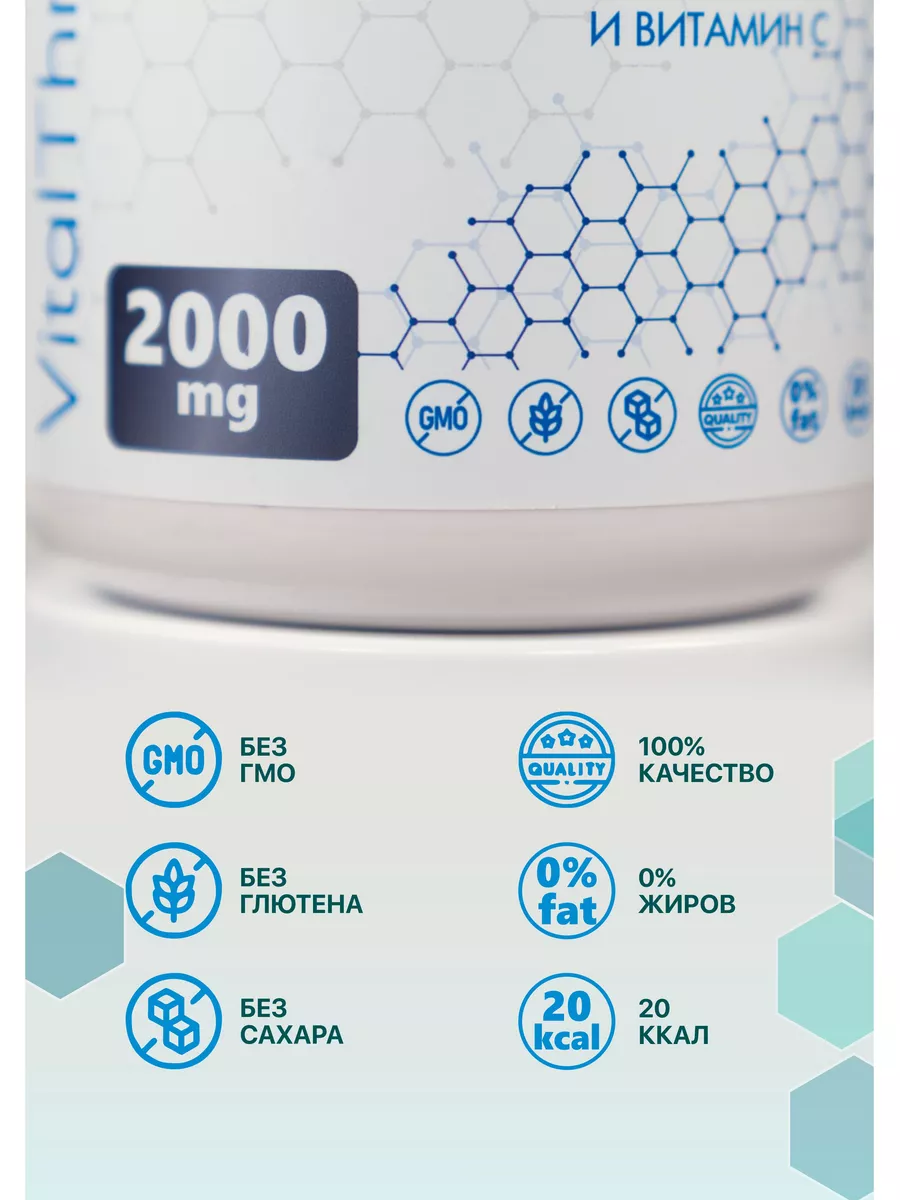 И ВИТАМИН С
VitalTh
2000
mg
GMO
QUALITY
0%
fat
GMO
БЕЗ
ГМО
QUALITY
100%
КАЧЕСТВО
БЕЗ
ГЛЮТЕНА
0%
fat
0%
ЖИРОВ
БЕЗ
САХАРА
20
kcal
20
ККАЛ